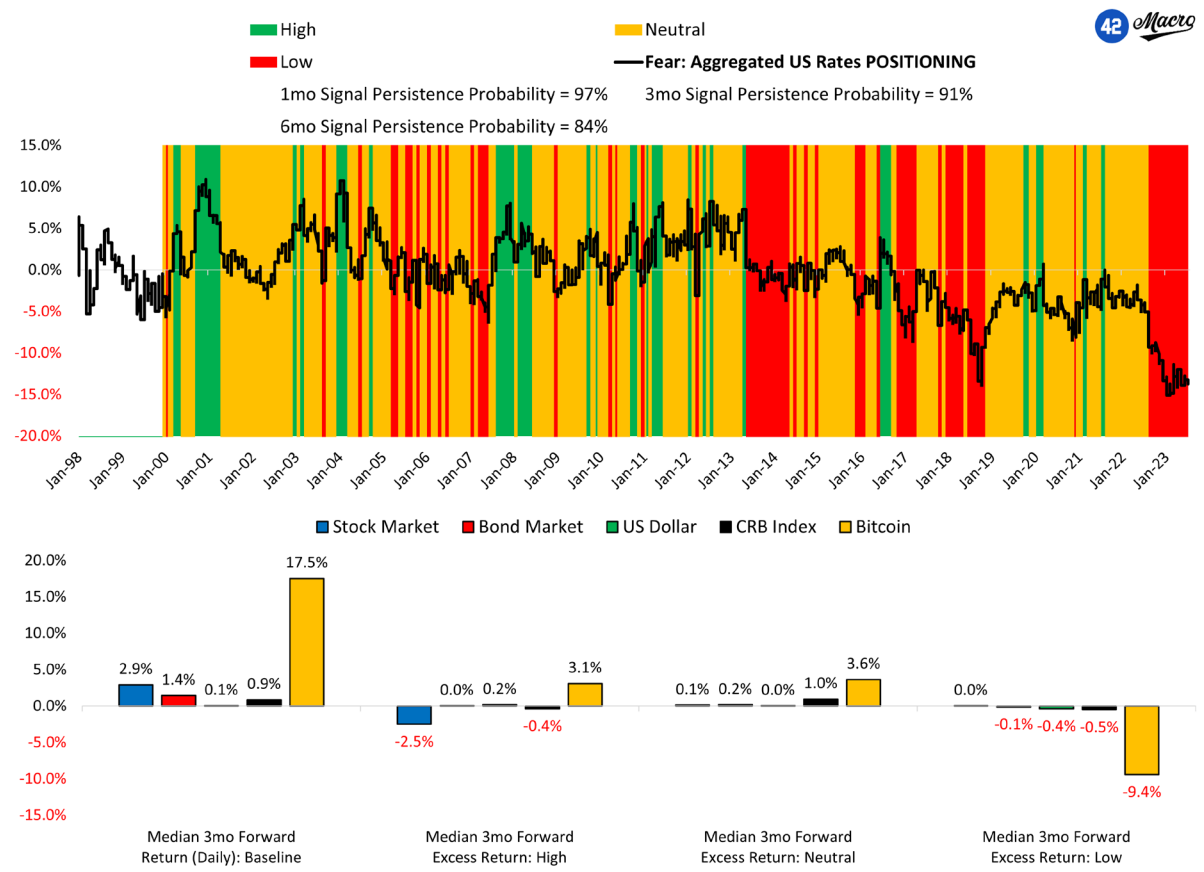 High
Neutral
42 Macro
Low
Fear: Aggregated US Rates POSITIONING
1mo Signal Persistence Probability = 97%
3mo Signal Persistence Probability = 91%
6mo Signal Persistence Probability = 84%
15.0%
10.0%
5.0%
0.0%
-5.0%
-10.0%
-15.0%
-20.0%
Jan-98
Jan-99
Jan-00
Jan-01
Jan-02
Jan-03
Jan-04
Jan-05
Jan-06
Jan-07
Jan-08
Jan-09
Jan-10
Jan-11
Jan-12
Jan-13
Jan-14
Jan-15
Jan-16
Jan-17
Jan-18
Jan-19
Jan-20
Jan-21
Jan-22
Jan-23
Stock Market
Bond Market
US Dollar
CRB Index
Bitcoin
20.0%
15.0%
10.0%
5.0%
0.0%
-5.0%
-10.0%
-15.0%
2.9%
1.4%
0.1%
0.9%
17.5%
-2.5%
0.0%
0.2%
-0.4%
3.1%
0.1%
0.2%
0.0%
1.0%
3.6%
0.0%
-0.1%
-0.4%
-0.5%
-9.4%
Median 3mo Forward
Return (Daily): Baseline
Median 3mo Forward
Excess Return: High
Median 3mo Forward
Excess Return: Neutral
Median 3mo Forward
Excess Return: Low